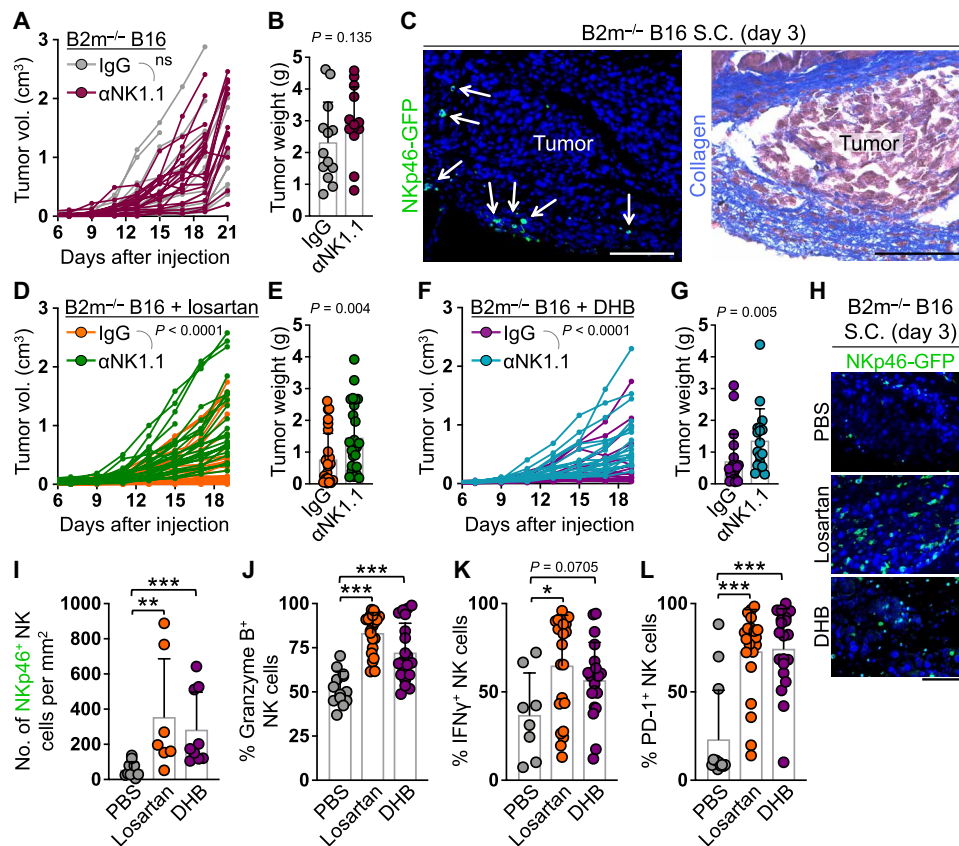 A
B2m−/− B16
IgG
ns
αNK1.1
Tumor vol. (cm³)
3
2
1
0
6 9 12 15 18 21
Days after injection
B
P = 0.135
Tumor weight (g)
5
4
3
2
1
0
IgG
αNK1.1
C
B2m−/− B16 S.C. (day 3)
NKp46-GFP
Tumor
Collagen
Tumor
D
B2m−/− B16 + losartan
IgG
P < 0.0001
αNK1.1
Tumor vol. (cm³)
3
2
1
0
6 9 12 15 18
Days after injection
E
P = 0.004
Tumor weight (g)
5
4
3
2
1
0
IgG
αNK1.1
F
B2m−/− B16 + DHB
IgG
P < 0.0001
αNK1.1
Tumor vol. (cm³)
3
2
1
0
6 9 12 15 18
Days after injection
G
P = 0.005
Tumor weight (g)
5
4
3
2
1
0
IgG
αNK1.1
H
B2m−/− B16
S.C. (day 3)
NKp46-GFP
PBS
Losartan
DHB
I
***
**
No. of NKp46⁺ NK
cells per mm²
1000
800
600
400
200
0
PBS
Losartan
DHB
J
***
***
% Granzyme B⁺
NK cells
100
75
50
25
0
PBS
Losartan
DHB
K
P = 0.0705
*
% IFNγ⁺ NK cells
100
50
0
PBS
Losartan
DHB
L
***
***
% PD-1⁺ NK cells
100
50
0
PBS
Losartan
DHB